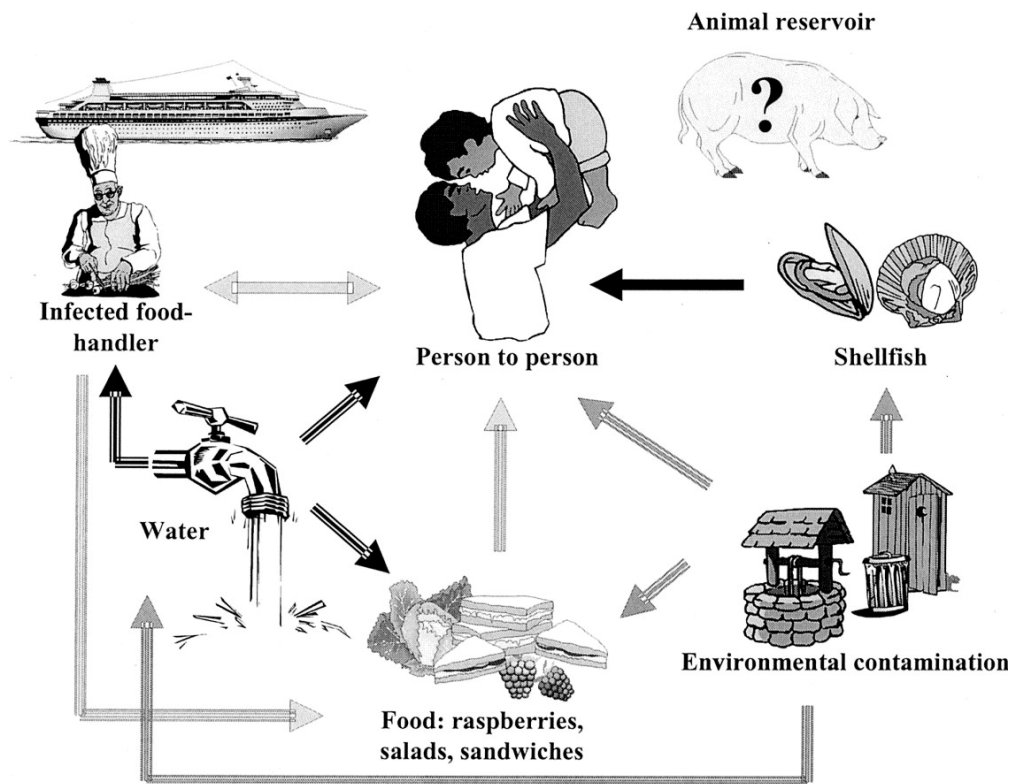 Animal reservoir
?
Infected food-
handler
Person to person
Shellfish
Water
Environmental contamination
Food: raspberries,
salads, sandwiches